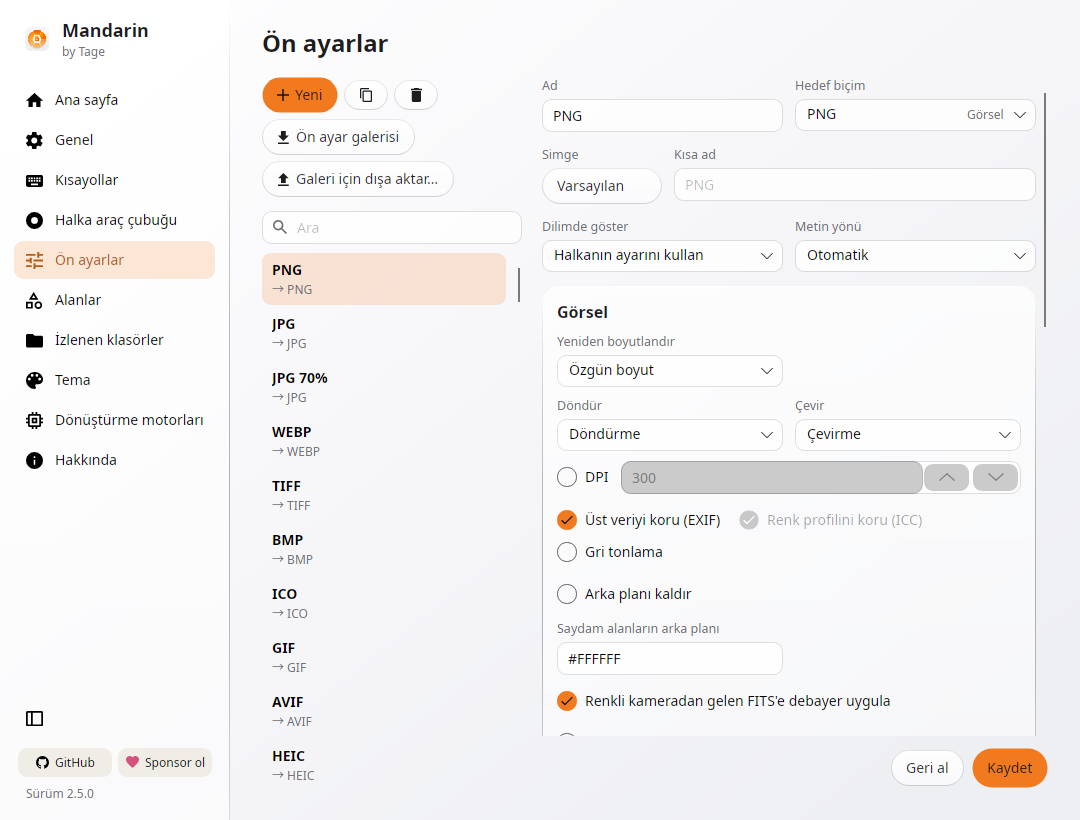 Mandarin
by Tage
Ana sayfa
Genel
Kısayollar
Halka araç çubuğu
Ön ayarlar
Alanlar
İzlenen klasörler
Tema
Dönüştürme motorları
Hakkında
GitHub
Sponsor ol
Sürüm 2.5.0
Ön ayarlar
Yeni
Ön ayar galerisi
Galeri için dışa aktar...
Ara
PNG
→ PNG
JPG
→ JPG
JPG 70%
→ JPG
WEBP
→ WEBP
TIFF
→ TIFF
BMP
→ BMP
ICO
→ ICO
GIF
→ GIF
AVIF
→ AVIF
HEIC
→ HEIC
Ad
Hedef biçim
PNG
PNG Görsel
Simge
Kısa ad
Varsayılan
PNG
Dilimde göster
Metin yönü
Halkanın ayarını kullan
Otomatik
Görsel
Yeniden boyutlandır
Özgün boyut
Döndür
Çevir
Döndürme
Çevirme
DPI
300
Üst veriyi koru (EXIF)
Renk profilini koru (ICC)
Gri tonlama
Arka planı kaldır
Saydam alanların arka planı
#FFFFFF
Renkli kameradan gelen FITS'e debayer uygula
Geri al
Kaydet